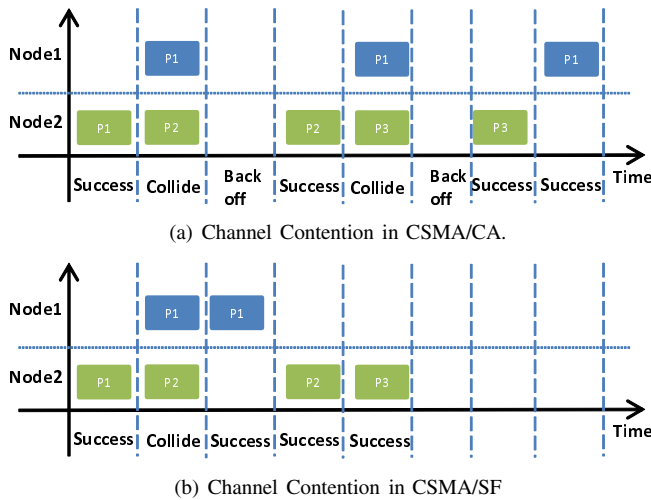 Node1
P1
P1
P1
Node2
P1
P2
P2
P3
P3
Success
Collide
Back off
Success
Collide
Back off
Success
Success
Time
(a) Channel Contention in CSMA/CA.
Node1
P1
P1
Node2
P1
P2
P2
P3
Success
Collide
Success
Success
Success
Time
(b) Channel Contention in CSMA/SF